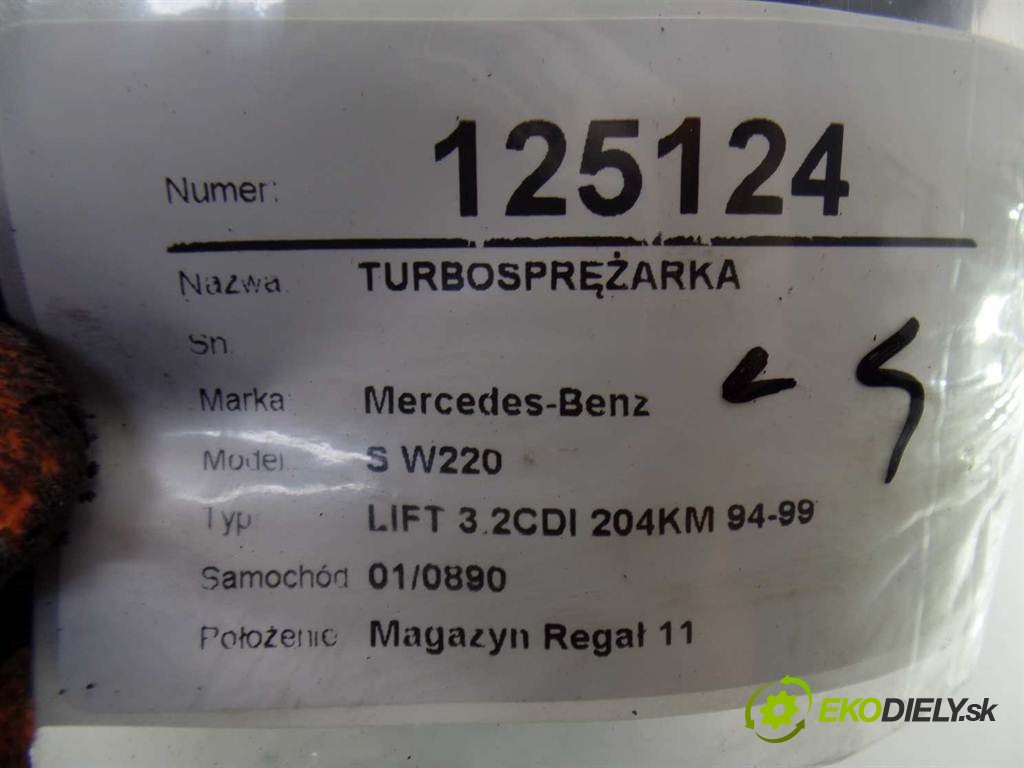 Numer: 125124
Nazwa: TURBOSPRĘŻARKA
Sn.
Marka Mercedes-Benz
Model S W220
Typ LIFT 3.2CDI 204KM 94-99
Samochód 01/0890
Położenie Magazyn Regał 11
EKODIELY.sk